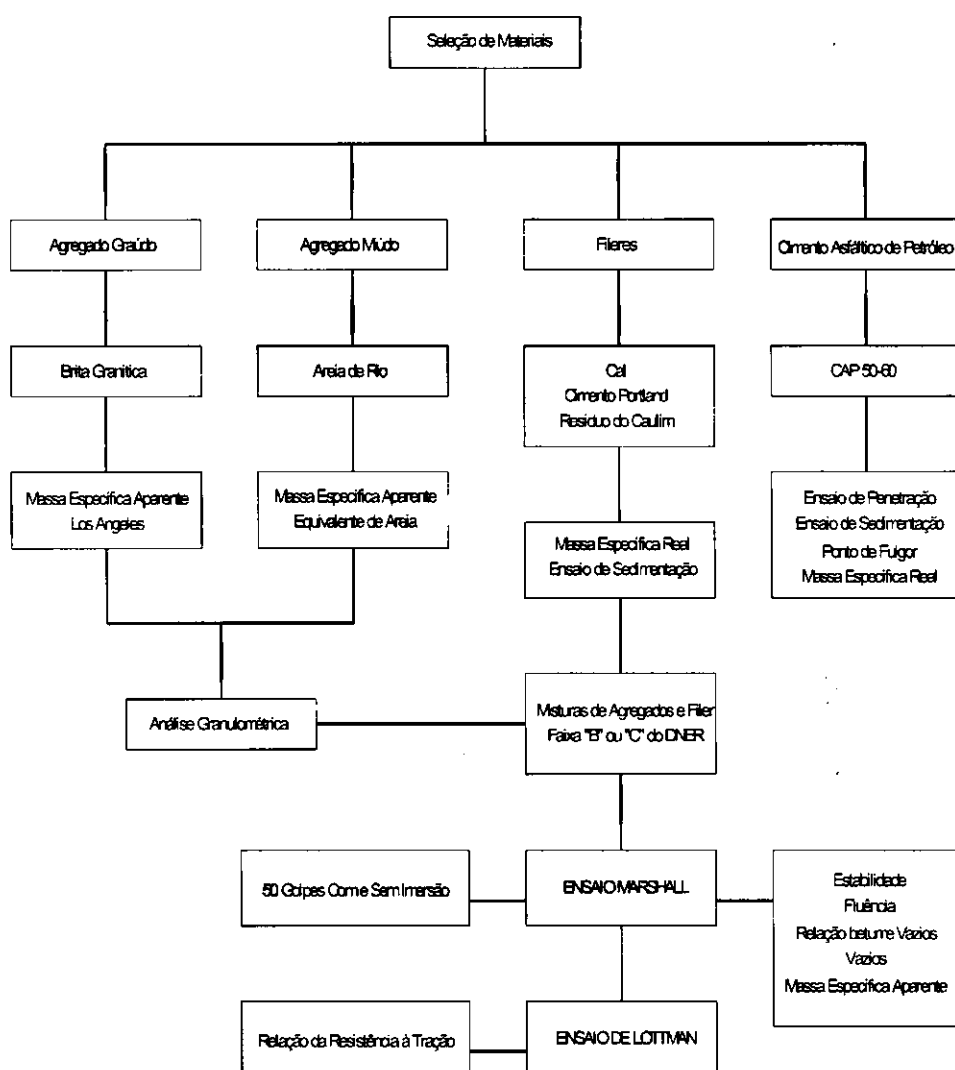 Seleção de Materiais
Agregado Graúdo
Agregado Miúdo
Fileres
Cimento Asfáltico de Petróleo
Brita Granítica
Areia de Rio
Cal
Cimento Portland
Resíduo do Caulim
CAP 50-60
Massa Específica Aparente
Los Angeles
Massa Específica Aparente
Equivalente de Areia
Massa Específica Real
Ensaio de Sedimentação
Ensaio de Penetração
Ensaio de Sedimentação
Ponto de Fulgor
Massa Específica Real
Análise Granulométrica
Misturas de Agregados e Filer
Faixa "B" ou "C" do DNER
50 Golpes Com e Sem Imersão
ENSAIO MARSHALL
Estabilidade
Fluência
Relação betume Vazios
Vazios
Massa Específica Aparente
Relação da Resistência à Tração
ENSAIO DE LOTTMAN